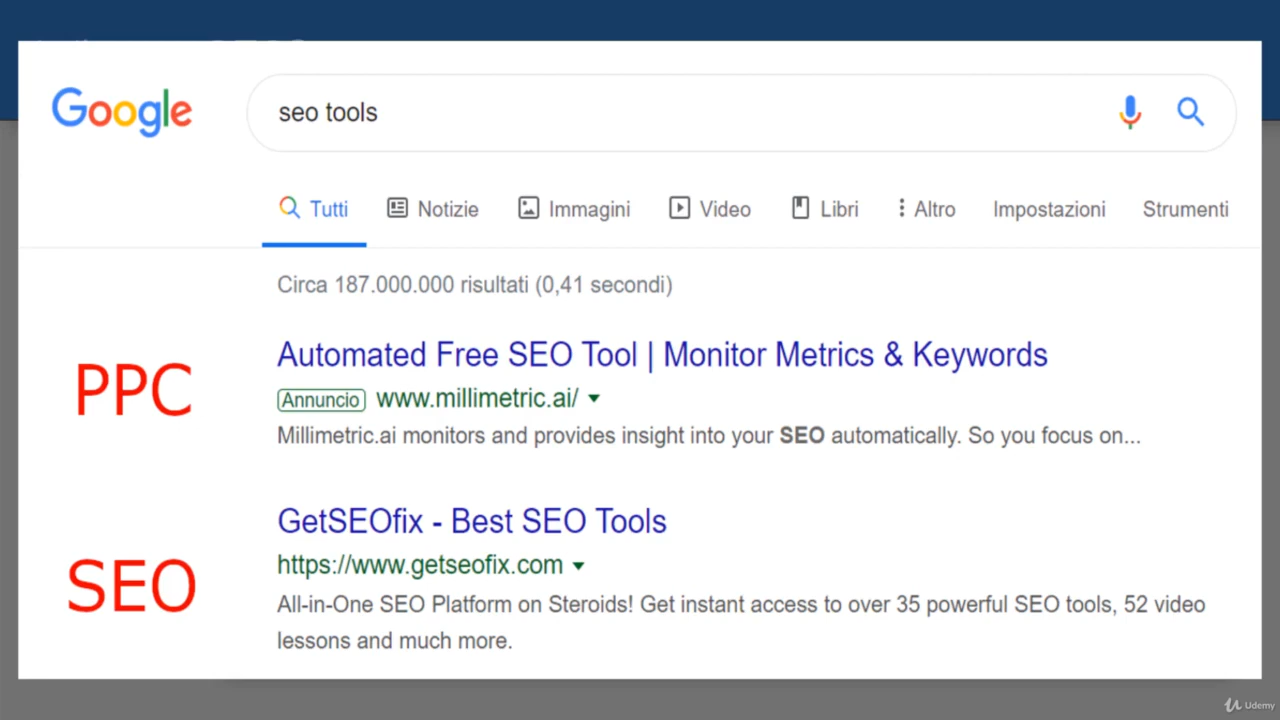 Google
seo tools
Tutti Notizie Immagini Video Libri Altro Impostazioni Strumenti
Circa 187.000.000 risultati (0,41 secondi)
Automated Free SEO Tool | Monitor Metrics & Keywords
PPC
Annuncio www.millimetric.ai/
Millimetric.ai monitors and provides insight into your SEO automatically. So you focus on...
GetSEOfix - Best SEO Tools
https://www.getseofix.com
SEO
All-in-One SEO Platform on Steroids! Get instant access to over 35 powerful SEO tools, 52 video
lessons and much more.
Udemy